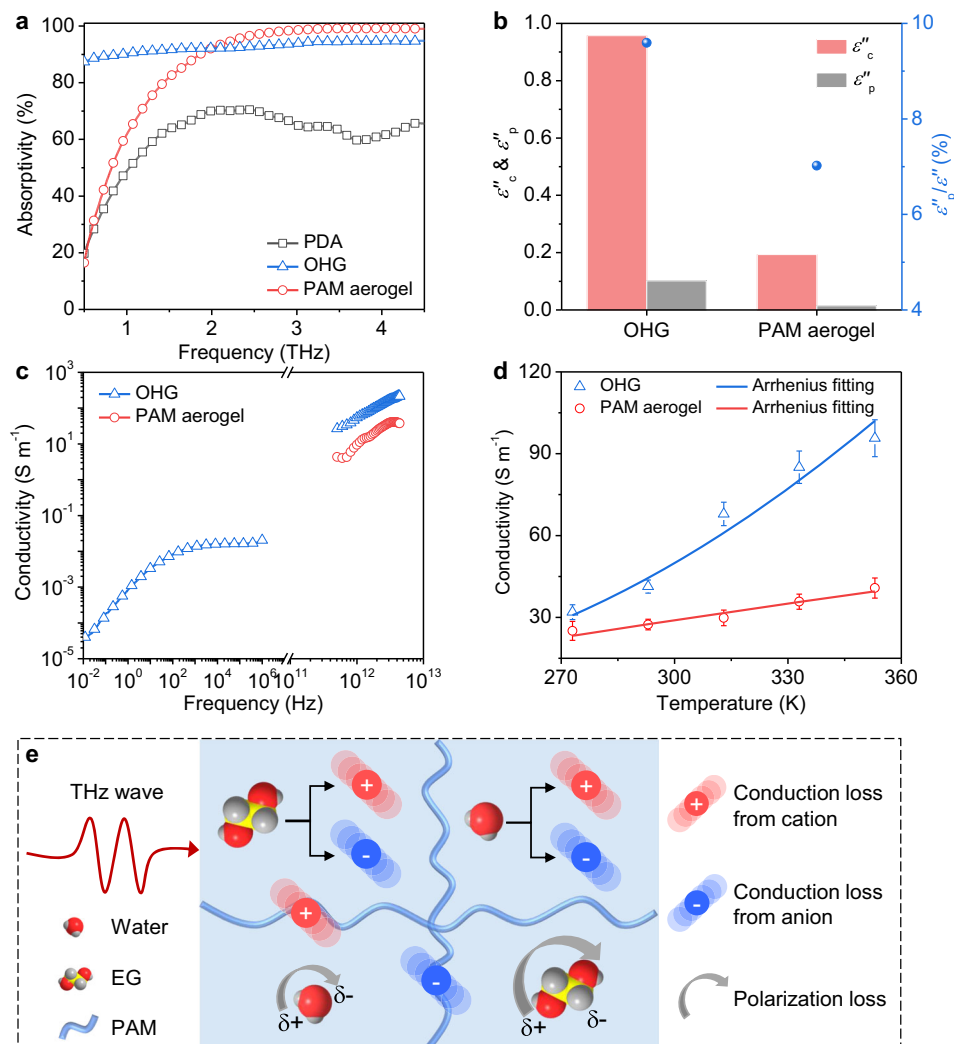 a
Absorptivity (%)
100
80
60
40
20
0
PDA
OHG
PAM aerogel
1
2
3
4
Frequency (THz)
b
ε″c & ε″p
1.0
0.8
0.6
0.4
0.2
0.0
ε″c
ε″p
10
8
6
4
ε″p/ε″ (%)
OHG
PAM aerogel
c
Conductivity (S m⁻¹)
10³
10¹
10⁻¹
10⁻³
10⁻⁵
OHG
PAM aerogel
10⁻² 10⁰ 10² 10⁴ 10⁶ 10¹¹ 10¹² 10¹³
Frequency (Hz)
d
Conductivity (S m⁻¹)
120
90
60
30
OHG
Arrhenius fitting
PAM aerogel
Arrhenius fitting
270
300
330
360
Temperature (K)
e
THz wave
Water
EG
PAM
+
-
+
-
+
-
δ+
δ-
δ+
δ-
+
Conduction loss
from cation
-
Conduction loss
from anion
Polarization loss